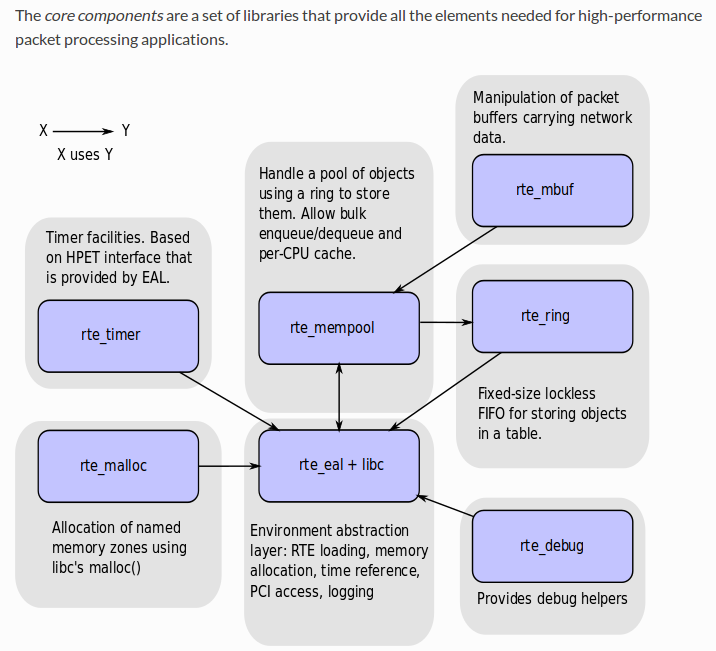 The core components are a set of libraries that provide all the elements needed for high-performance
packet processing applications.
X Y
X uses Y
Manipulation of packet
buffers carrying network
data.
rte_mbuf
Handle a pool of objects
using a ring to store
them. Allow bulk
enqueue/dequeue and
per-CPU cache.
rte_mempool
Timer facilities. Based
on HPET interface that
is provided by EAL.
rte_timer
rte_ring
Fixed-size lockless
FIFO for storing objects
in a table.
rte_malloc
Allocation of named
memory zones using
libc's malloc()
rte_eal + libc
Environment abstraction
layer: RTE loading, memory
allocation, time reference,
PCI access, logging
rte_debug
Provides debug helpers